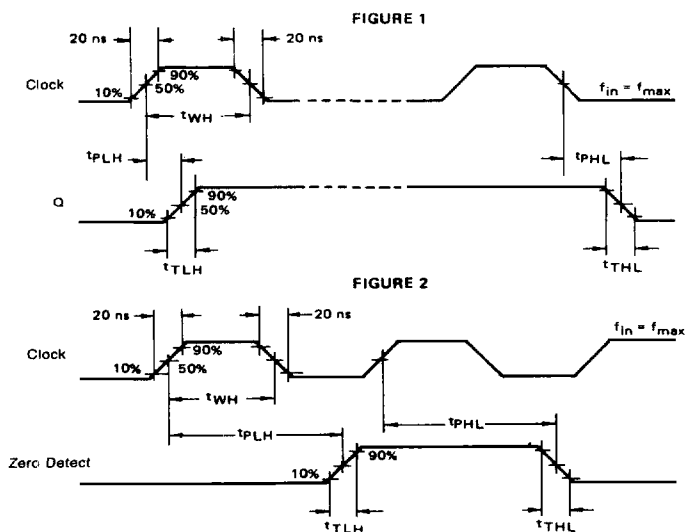 FIGURE 1
20 ns
20 ns
Clock
10%
90%
50%
tWH
fin = fmax
tPLH
tPHL
Q
10%
90%
50%
tTLH
tTHL
FIGURE 2
20 ns
20 ns
Clock
10%
90%
50%
tWH
fin = fmax
tPLH
tPHL
Zero Detect
10%
90%
tTLH
tTHL